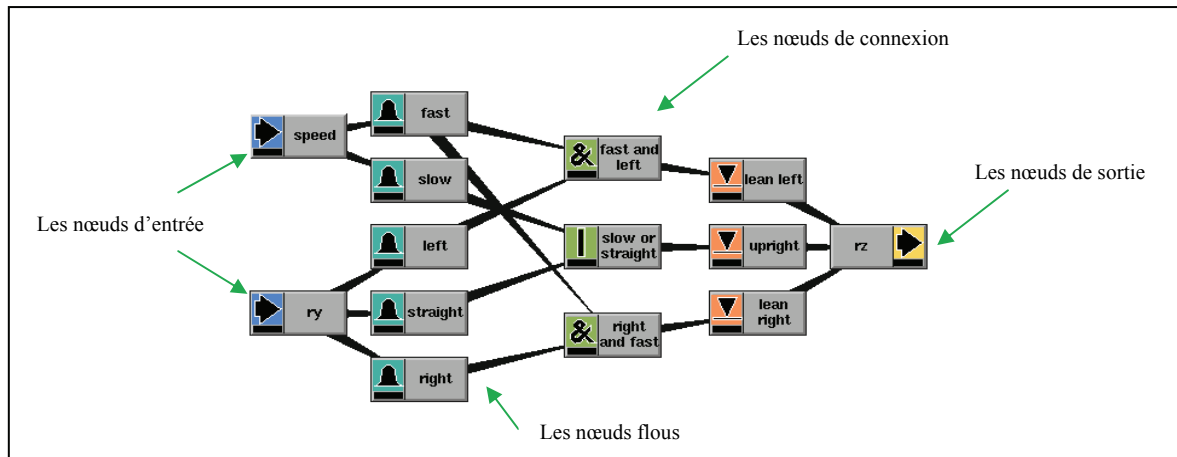 Les nœuds de connexion
fast
speed
fast and
left
slow
lean left
Les nœuds de sortie
Les nœuds d'entrée
left
slow or
straight
upright
rz
ry
straight
lean
right
right
and fast
right
Les nœuds flous